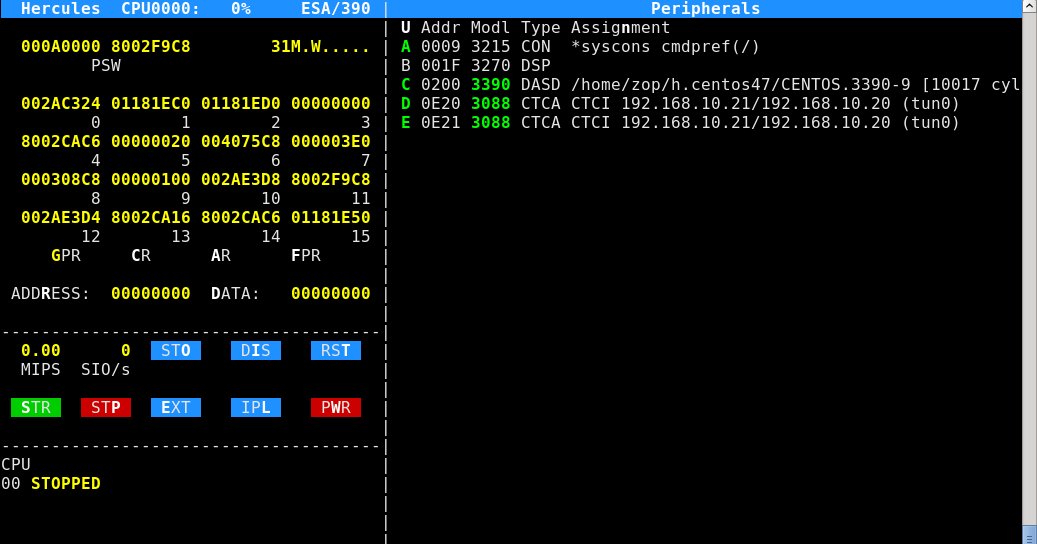 Hercules CPU0000: 0% ESA/390 | Peripherals
| U Addr Modl Type Assignment
000A0000 8002F9C8 31M.W..... | A 0009 3215 CON *syscons cmdpref(/)
PSW | B 001F 3270 DSP
| C 0200 3390 DASD /home/zop/h.centos47/CENTOS.3390-9 [10017 cyl
002AC324 01181EC0 01181ED0 00000000 | D 0E20 3088 CTCA CTCI 192.168.10.21/192.168.10.20 (tun0)
0 1 2 3 | E 0E21 3088 CTCA CTCI 192.168.10.21/192.168.10.20 (tun0)
8002CAC6 00000020 004075C8 000003E0 |
4 5 6 7 |
000308C8 00000100 002AE3D8 8002F9C8 |
8 9 10 11 |
002AE3D4 8002CA16 8002CAC6 01181E50 |
12 13 14 15 |
GPR CR AR FPR |
|
ADDRESS: 00000000 DATA: 00000000 |
|
--------------------------------------|
0.00 0 STO DIS RST |
MIPS SIO/s |
|
STR STP EXT IPL PWR |
|
--------------------------------------|
CPU |
00 STOPPED |
|
|
|